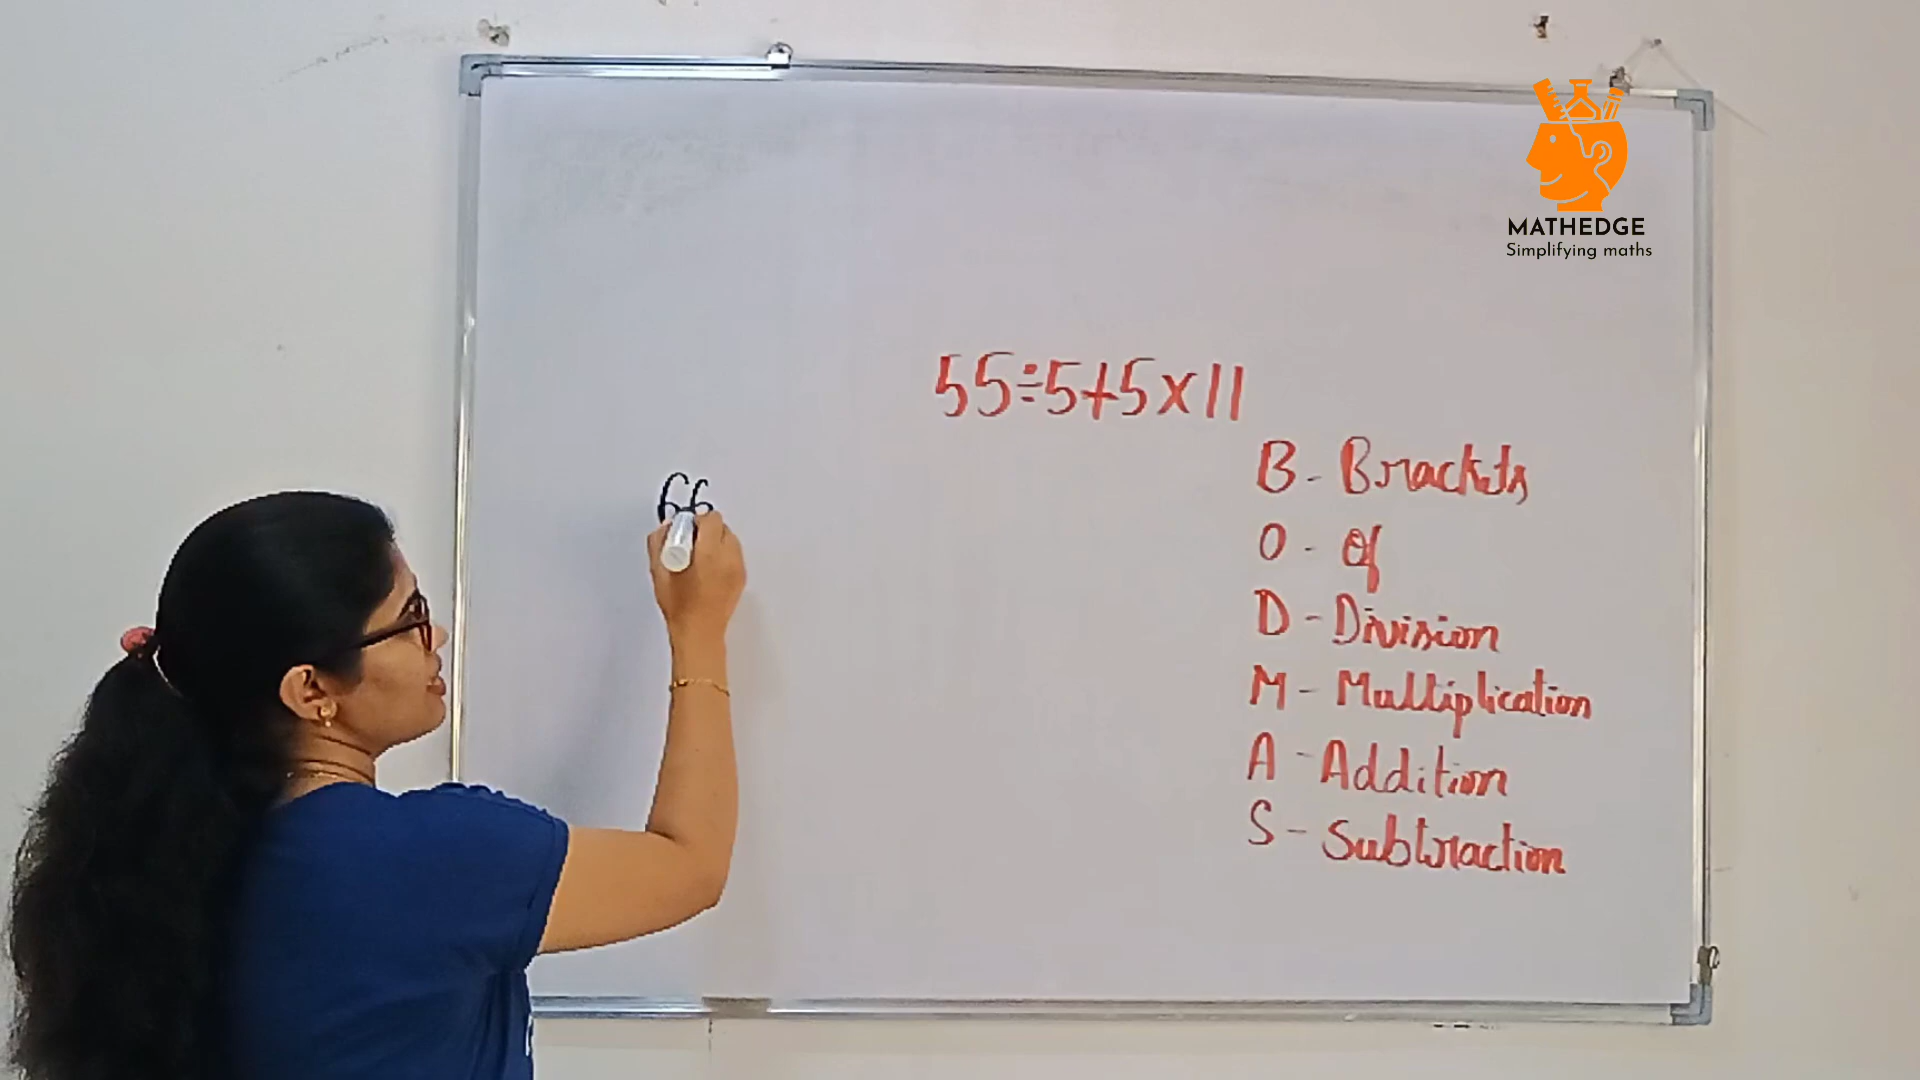 MATHEDGE
Simplifying maths
55÷5+5×11
66
B - Brackets
O - Of
D - Division
M - Multiplication
A - Addition
S - Subtraction